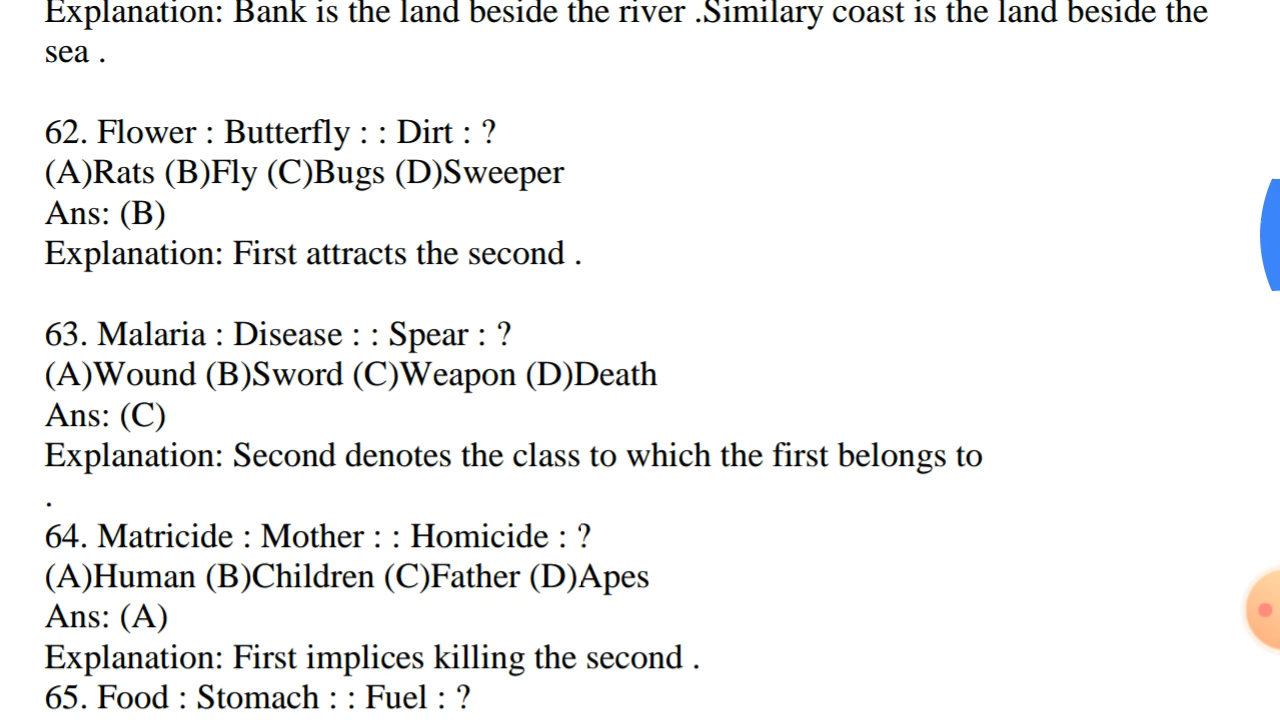 Explanation: Bank is the land beside the river .Similary coast is the land beside the
sea .
62. Flower : Butterfly : : Dirt : ?
(A)Rats (B)Fly (C)Bugs (D)Sweeper
Ans: (B)
Explanation: First attracts the second .
63. Malaria : Disease : : Spear : ?
(A)Wound (B)Sword (C)Weapon (D)Death
Ans: (C)
Explanation: Second denotes the class to which the first belongs to
.
64. Matricide : Mother : : Homicide : ?
(A)Human (B)Children (C)Father (D)Apes
Ans: (A)
Explanation: First implices killing the second .
65. Food : Stomach : : Fuel : ?